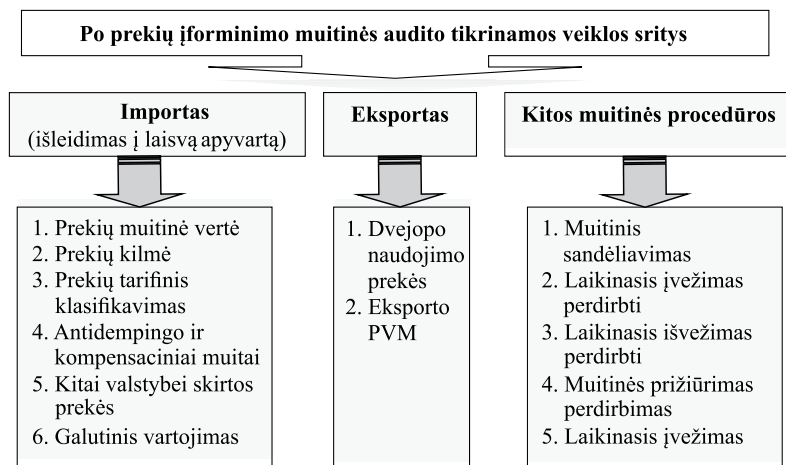 Po prekių įforminimo muitinės audito tikrinamos veiklos sritys
Importas
(išleidimas į laisvą apyvartą)
1. Prekių muitinė vertė
2. Prekių kilmė
3. Prekių tarifinis
klasifikavimas
4. Antidempingo ir
kompensaciniai muitai
5. Kitai valstybei skirtos
prekės
6. Galutinis vartojimas
Eksportas
1. Dvejopo
naudojimo
prekės
2. Eksporto
PVM
Kitos muitinės procedūros
1. Muitinis
sandėliavimas
2. Laikinasis įvežimas
perdirbti
3. Laikinasis išvežimas
perdirbti
4. Muitinės prižiūrimas
perdirbimas
5. Laikinasis įvežimas